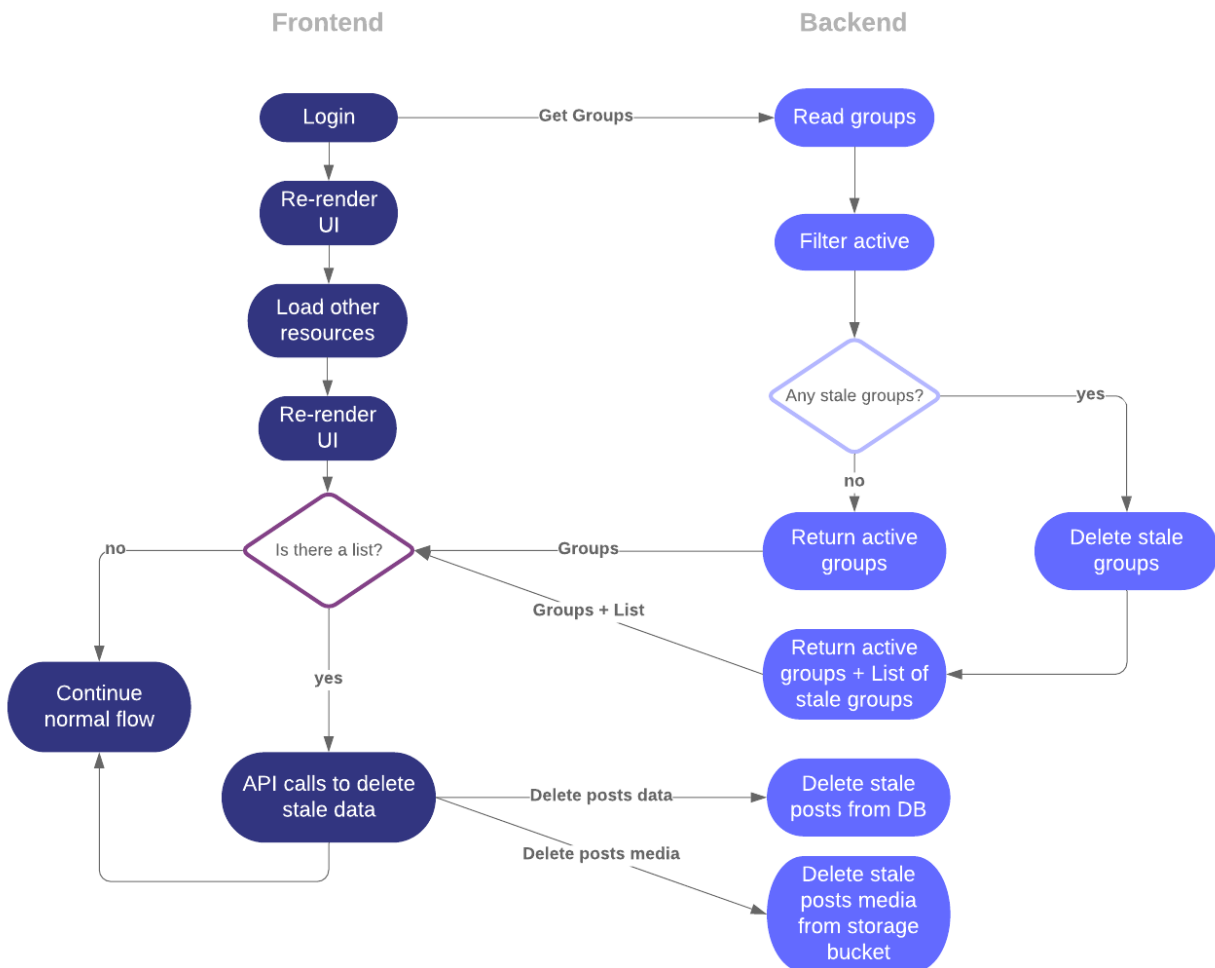 Frontend
Backend
Login
Get Groups
Read groups
Re-render
UI
Filter active
Load other
resources
Any stale groups?
yes
Re-render
UI
no
Is there a list?
no
Groups
Return active
groups
Delete stale
groups
Groups + List
Return active
groups + List of
stale groups
yes
Continue
normal flow
API calls to delete
stale data
Delete posts data
Delete stale
posts from DB
Delete posts media
Delete stale
posts media
from storage
bucket